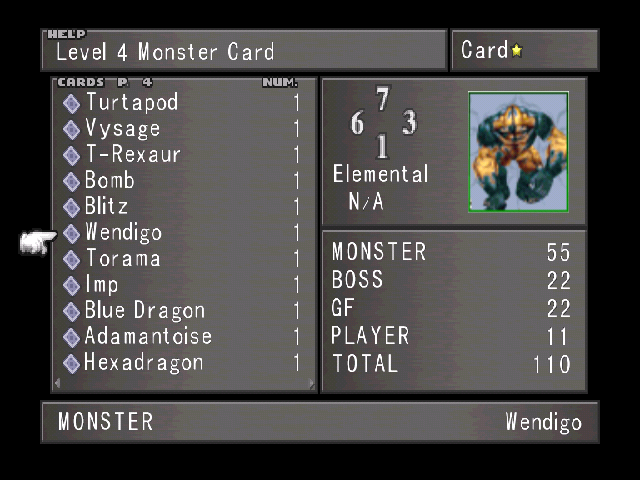 HELP
Level 4 Monster Card
Card
CARDS P. 4 NUM.
Turtapod 1
Vysage 1
T-Rexaur 1
Bomb 1
Blitz 1
Wendigo 1
Torama 1
Imp 1
Blue Dragon 1
Adamantoise 1
Hexadragon 1
7
6 3
1
Elemental
N/A
MONSTER 55
BOSS 22
GF 22
PLAYER 11
TOTAL 110
MONSTER Wendigo